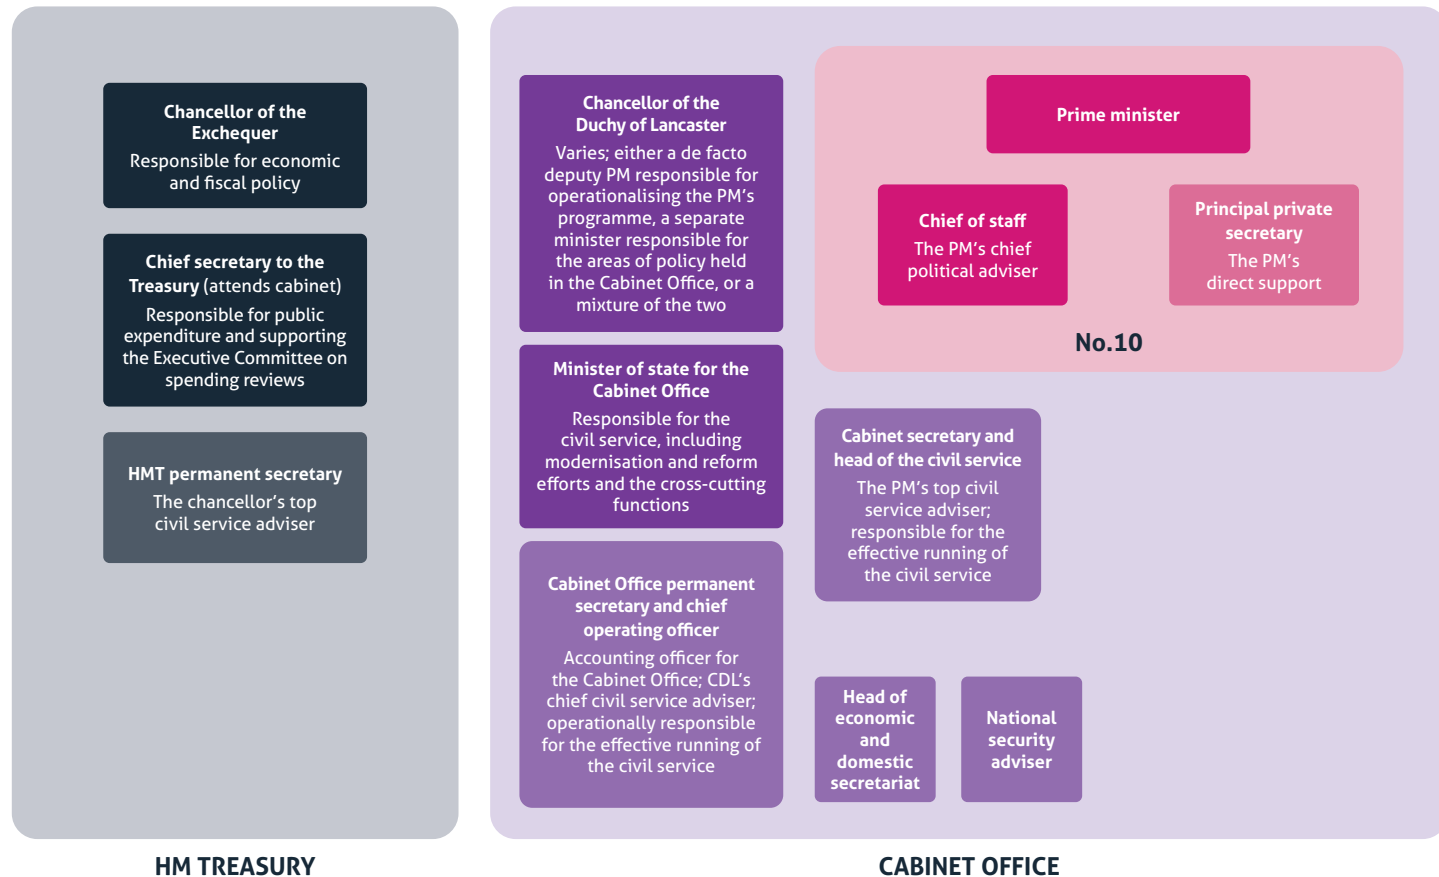 Chancellor of the
Exchequer
Responsible for economic
and fiscal policy
Chief secretary to the
Treasury (attends cabinet)
Responsible for public
expenditure and supporting
the Executive Committee on
spending reviews
HMT permanent secretary
The chancellor's top
civil service adviser
HM TREASURY
Chancellor of the
Duchy of Lancaster
Varies; either a de facto
deputy PM responsible for
operationalising the PM's
programme, a separate
minister responsible for
the areas of policy held
in the Cabinet Office, or a
mixture of the two
Minister of state for the
Cabinet Office
Responsible for the
civil service, including
modernisation and reform
efforts and the cross-cutting
functions
Cabinet Office permanent
secretary and chief
operating officer
Accounting officer for
the Cabinet Office; CDL's
chief civil service adviser;
operationally responsible
for the effective running of
the civil service
Prime minister
Chief of staff
The PM's chief
political adviser
Principal private
secretary
The PM's
direct support
No.10
Cabinet secretary and
head of the civil service
The PM's top civil
service adviser;
responsible for the
effective running of
the civil service
Head of
economic
and
domestic
secretariat
National
security
adviser
CABINET OFFICE